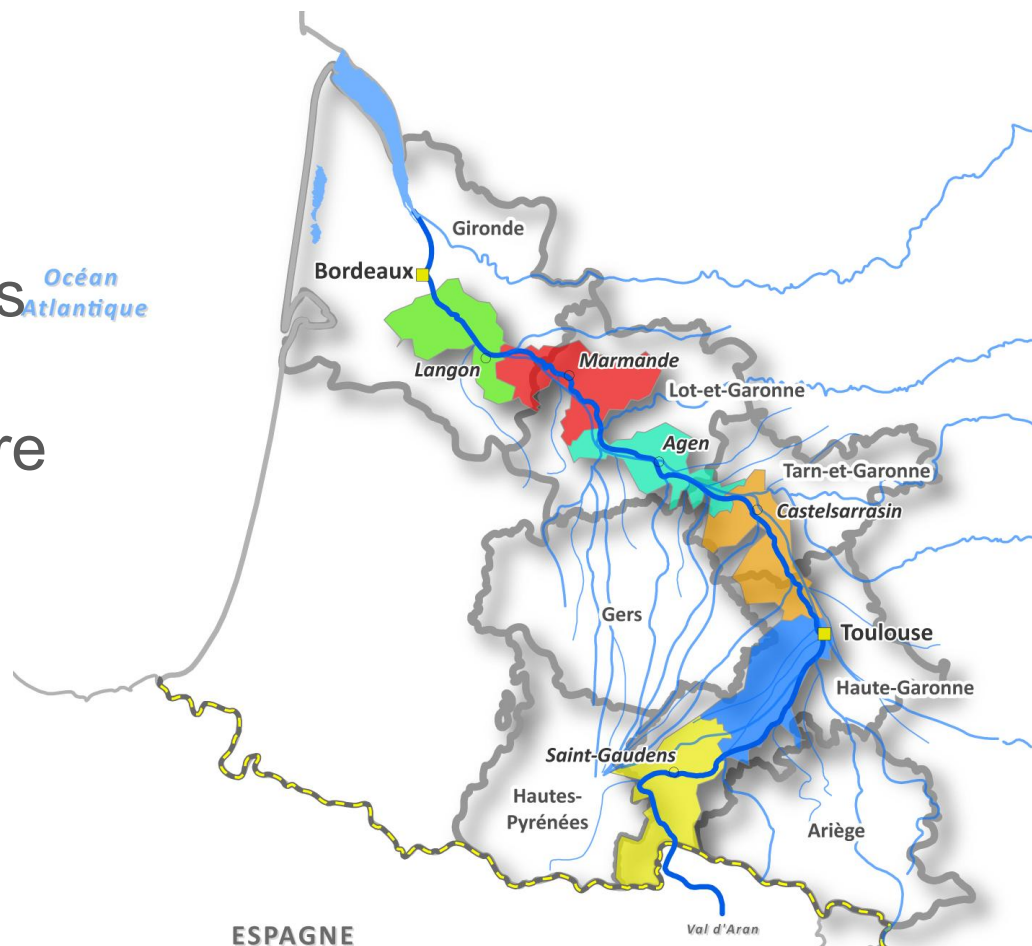 Gironde
Bordeaux
Océan
Atlantique
s
Langon
Marmande
Lot-et-Garonne
re
Agen
Tarn-et-Garonne
Castelsarrasin
Gers
Toulouse
Haute-Garonne
Saint-Gaudens
Hautes-
Pyrénées
Ariège
ESPAGNE
Val d'Aran